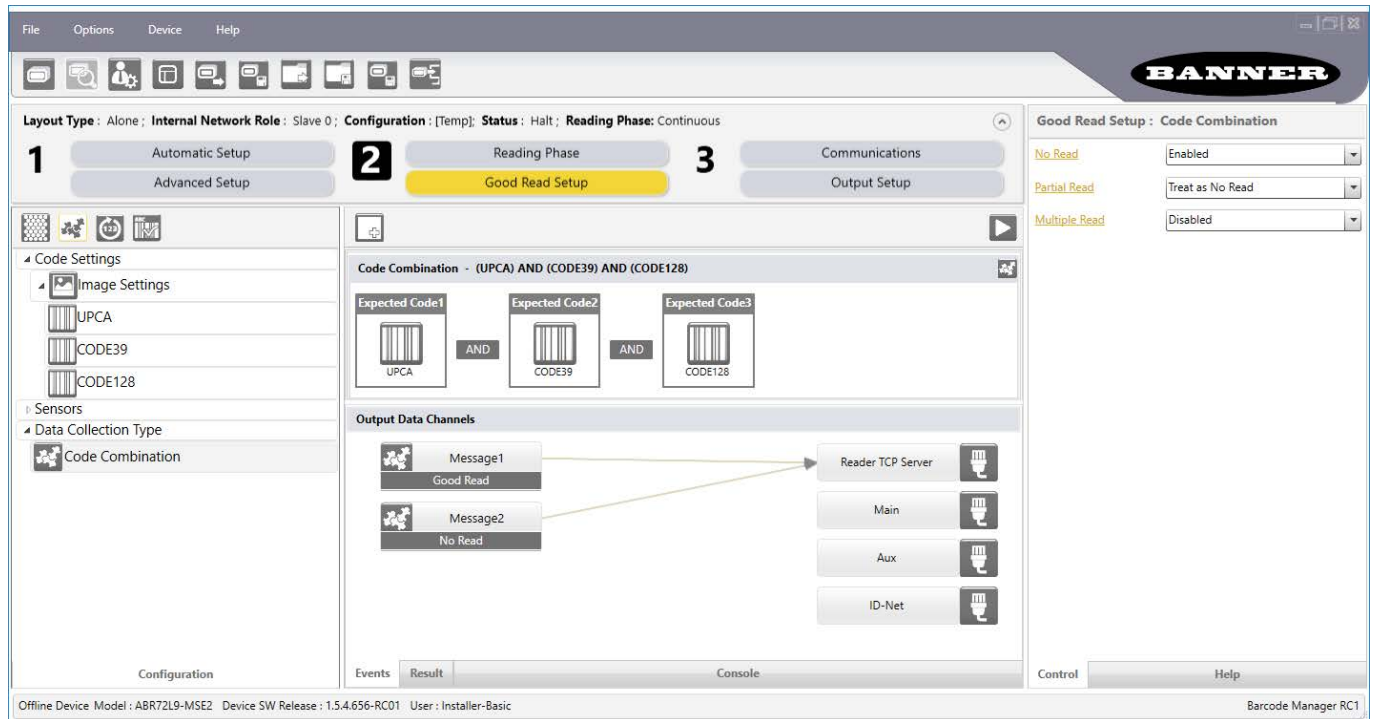 File Options Device Help
BANNER
Layout Type : Alone ; Internal Network Role : Slave 0 ; Configuration : [Temp]; Status : Halt ; Reading Phase: Continuous
1 Automatic Setup Advanced Setup
2 Reading Phase Good Read Setup
3 Communications Output Setup
Code Settings
Image Settings
UPCA
CODE39
CODE128
Sensors
Data Collection Type
Code Combination
Configuration
Code Combination - (UPCA) AND (CODE39) AND (CODE128)
Expected Code1 Expected Code2 Expected Code3
AND AND
UPCA CODE39 CODE128
Output Data Channels
Message1
Good Read
Message2
No Read
Reader TCP Server
Main
Aux
ID-Net
Events Result Console
Good Read Setup : Code Combination
No Read Enabled
Partial Read Treat as No Read
Multiple Read Disabled
Control Help
Offline Device Model : ABR72L9-MSE2 Device SW Release : 1.5.4.656-RC01 User : Installer-Basic
Barcode Manager RC1